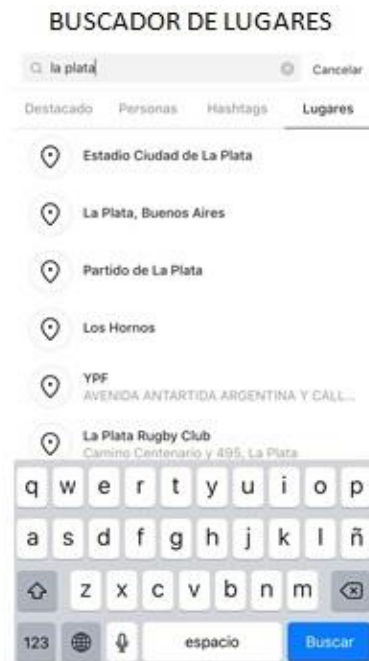 BUSCADOR DE LUGARES
la plata
Cancelar
Destacado Personas Hashtags Lugares
Estadio Ciudad de La Plata
La Plata, Buenos Aires
Partido de La Plata
Los Hornos
YPF
AVENIDA ANTARTIDA ARGENTINA Y CALL...
La Plata Rugby Club
Camino Centenario y 495, La Plata
q w e r t y u i o p
a s d f g h j k l ñ
z x c v b n m
123 espacio Buscar